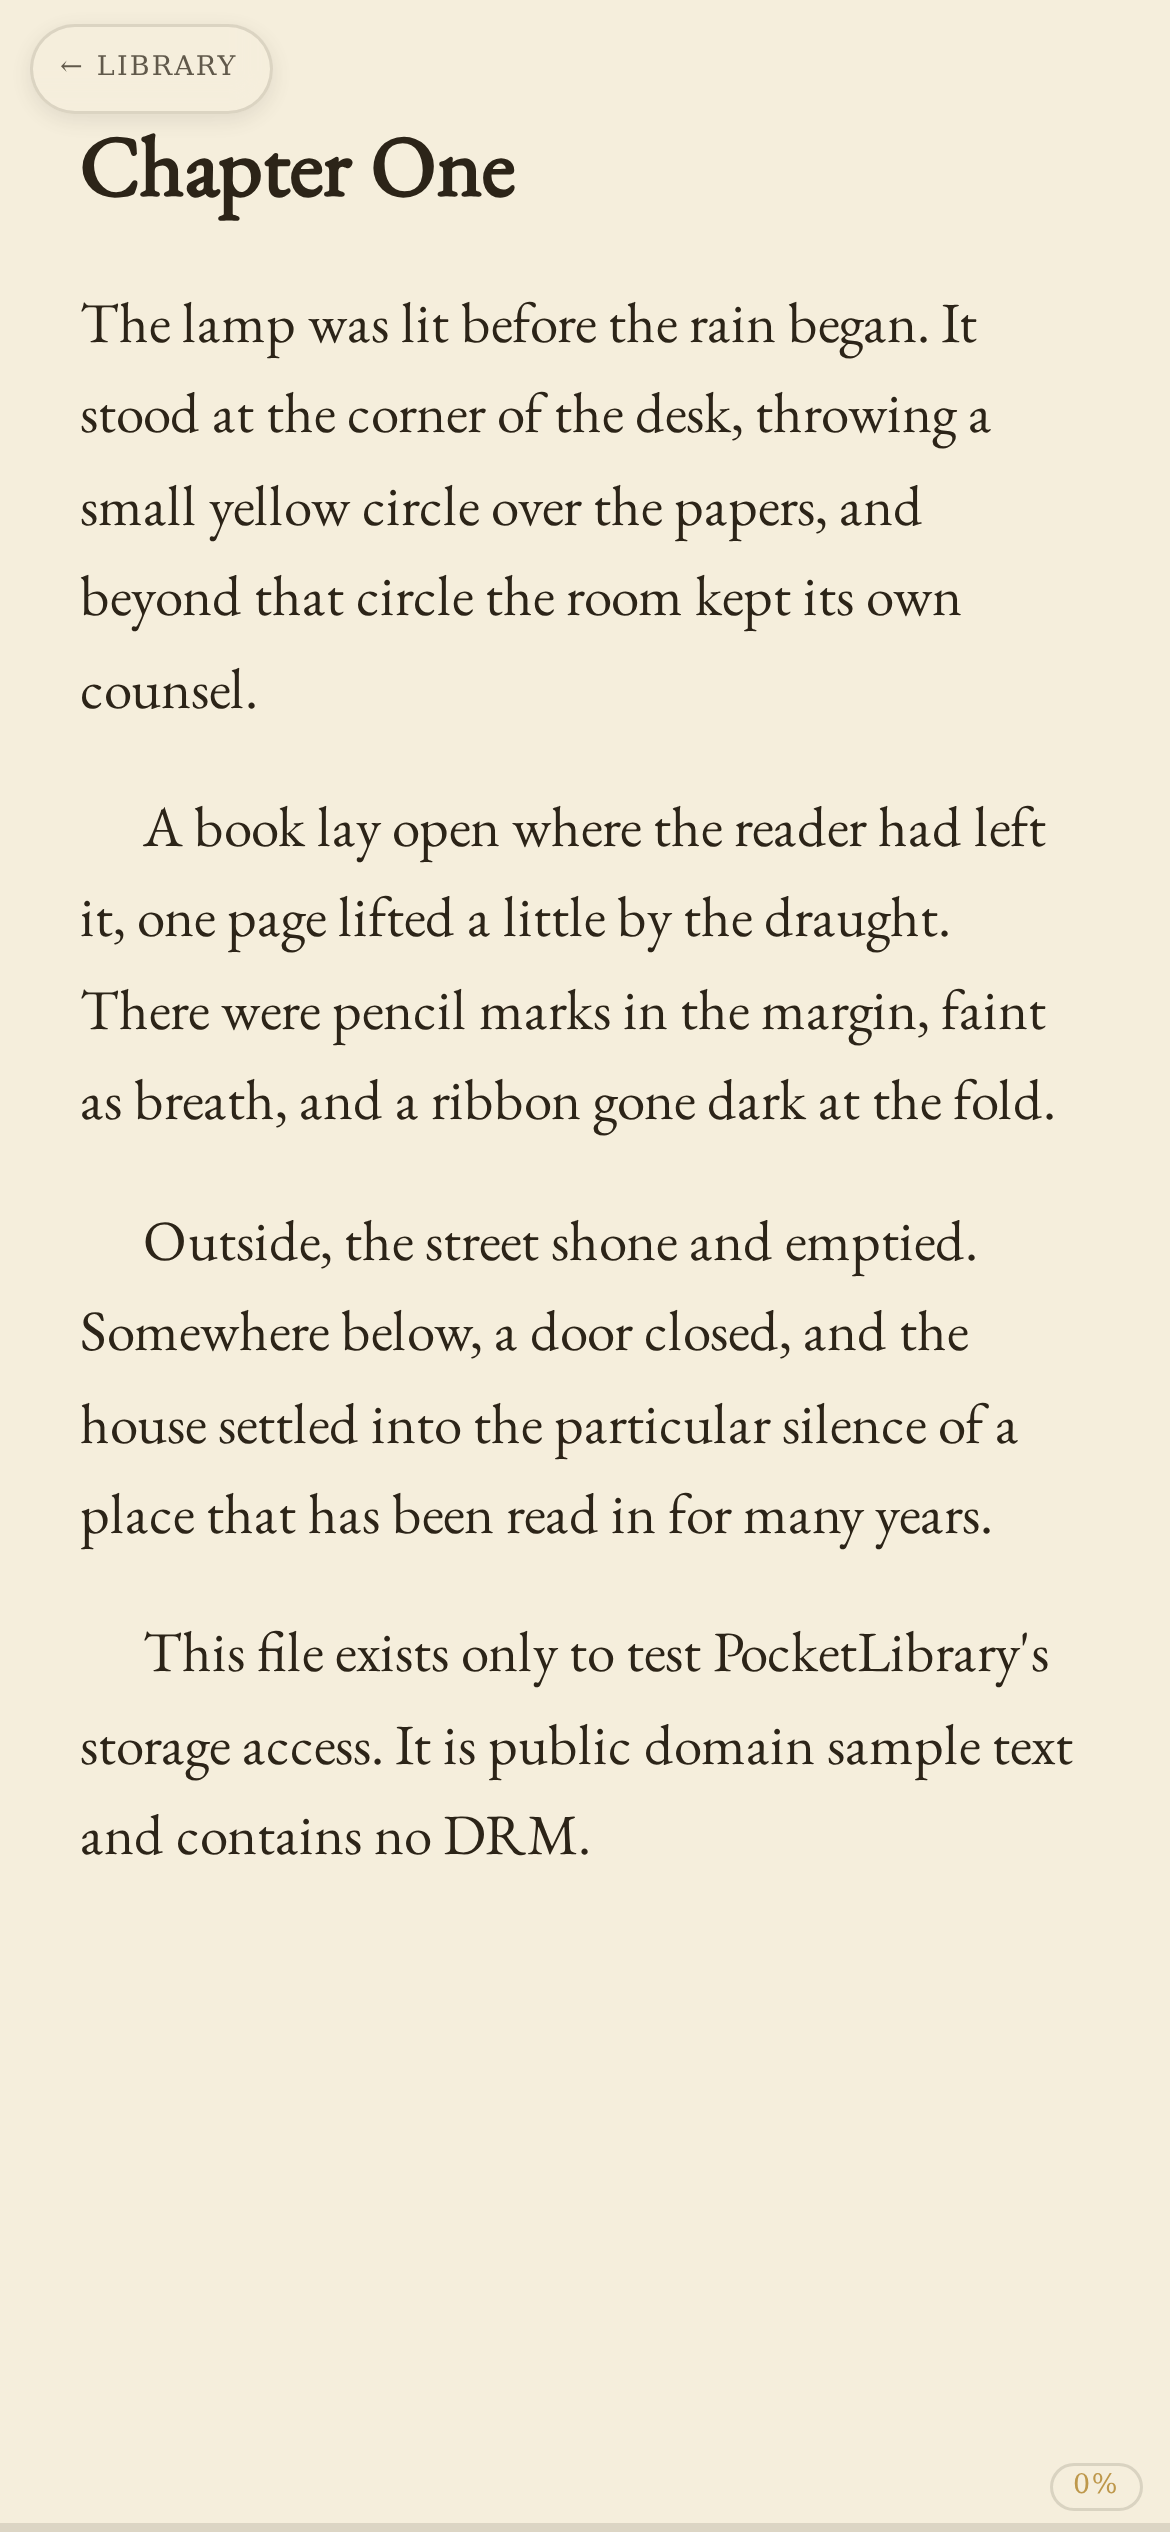 ← LIBRARY
Chapter One
The lamp was lit before the rain began. It
stood at the corner of the desk, throwing a
small yellow circle over the papers, and
beyond that circle the room kept its own
counsel.
A book lay open where the reader had left
it, one page lifted a little by the draught.
There were pencil marks in the margin, faint
as breath, and a ribbon gone dark at the fold.
Outside, the street shone and emptied.
Somewhere below, a door closed, and the
house settled into the particular silence of a
place that has been read in for many years.
This file exists only to test PocketLibrary's
storage access. It is public domain sample text
and contains no DRM.
0%